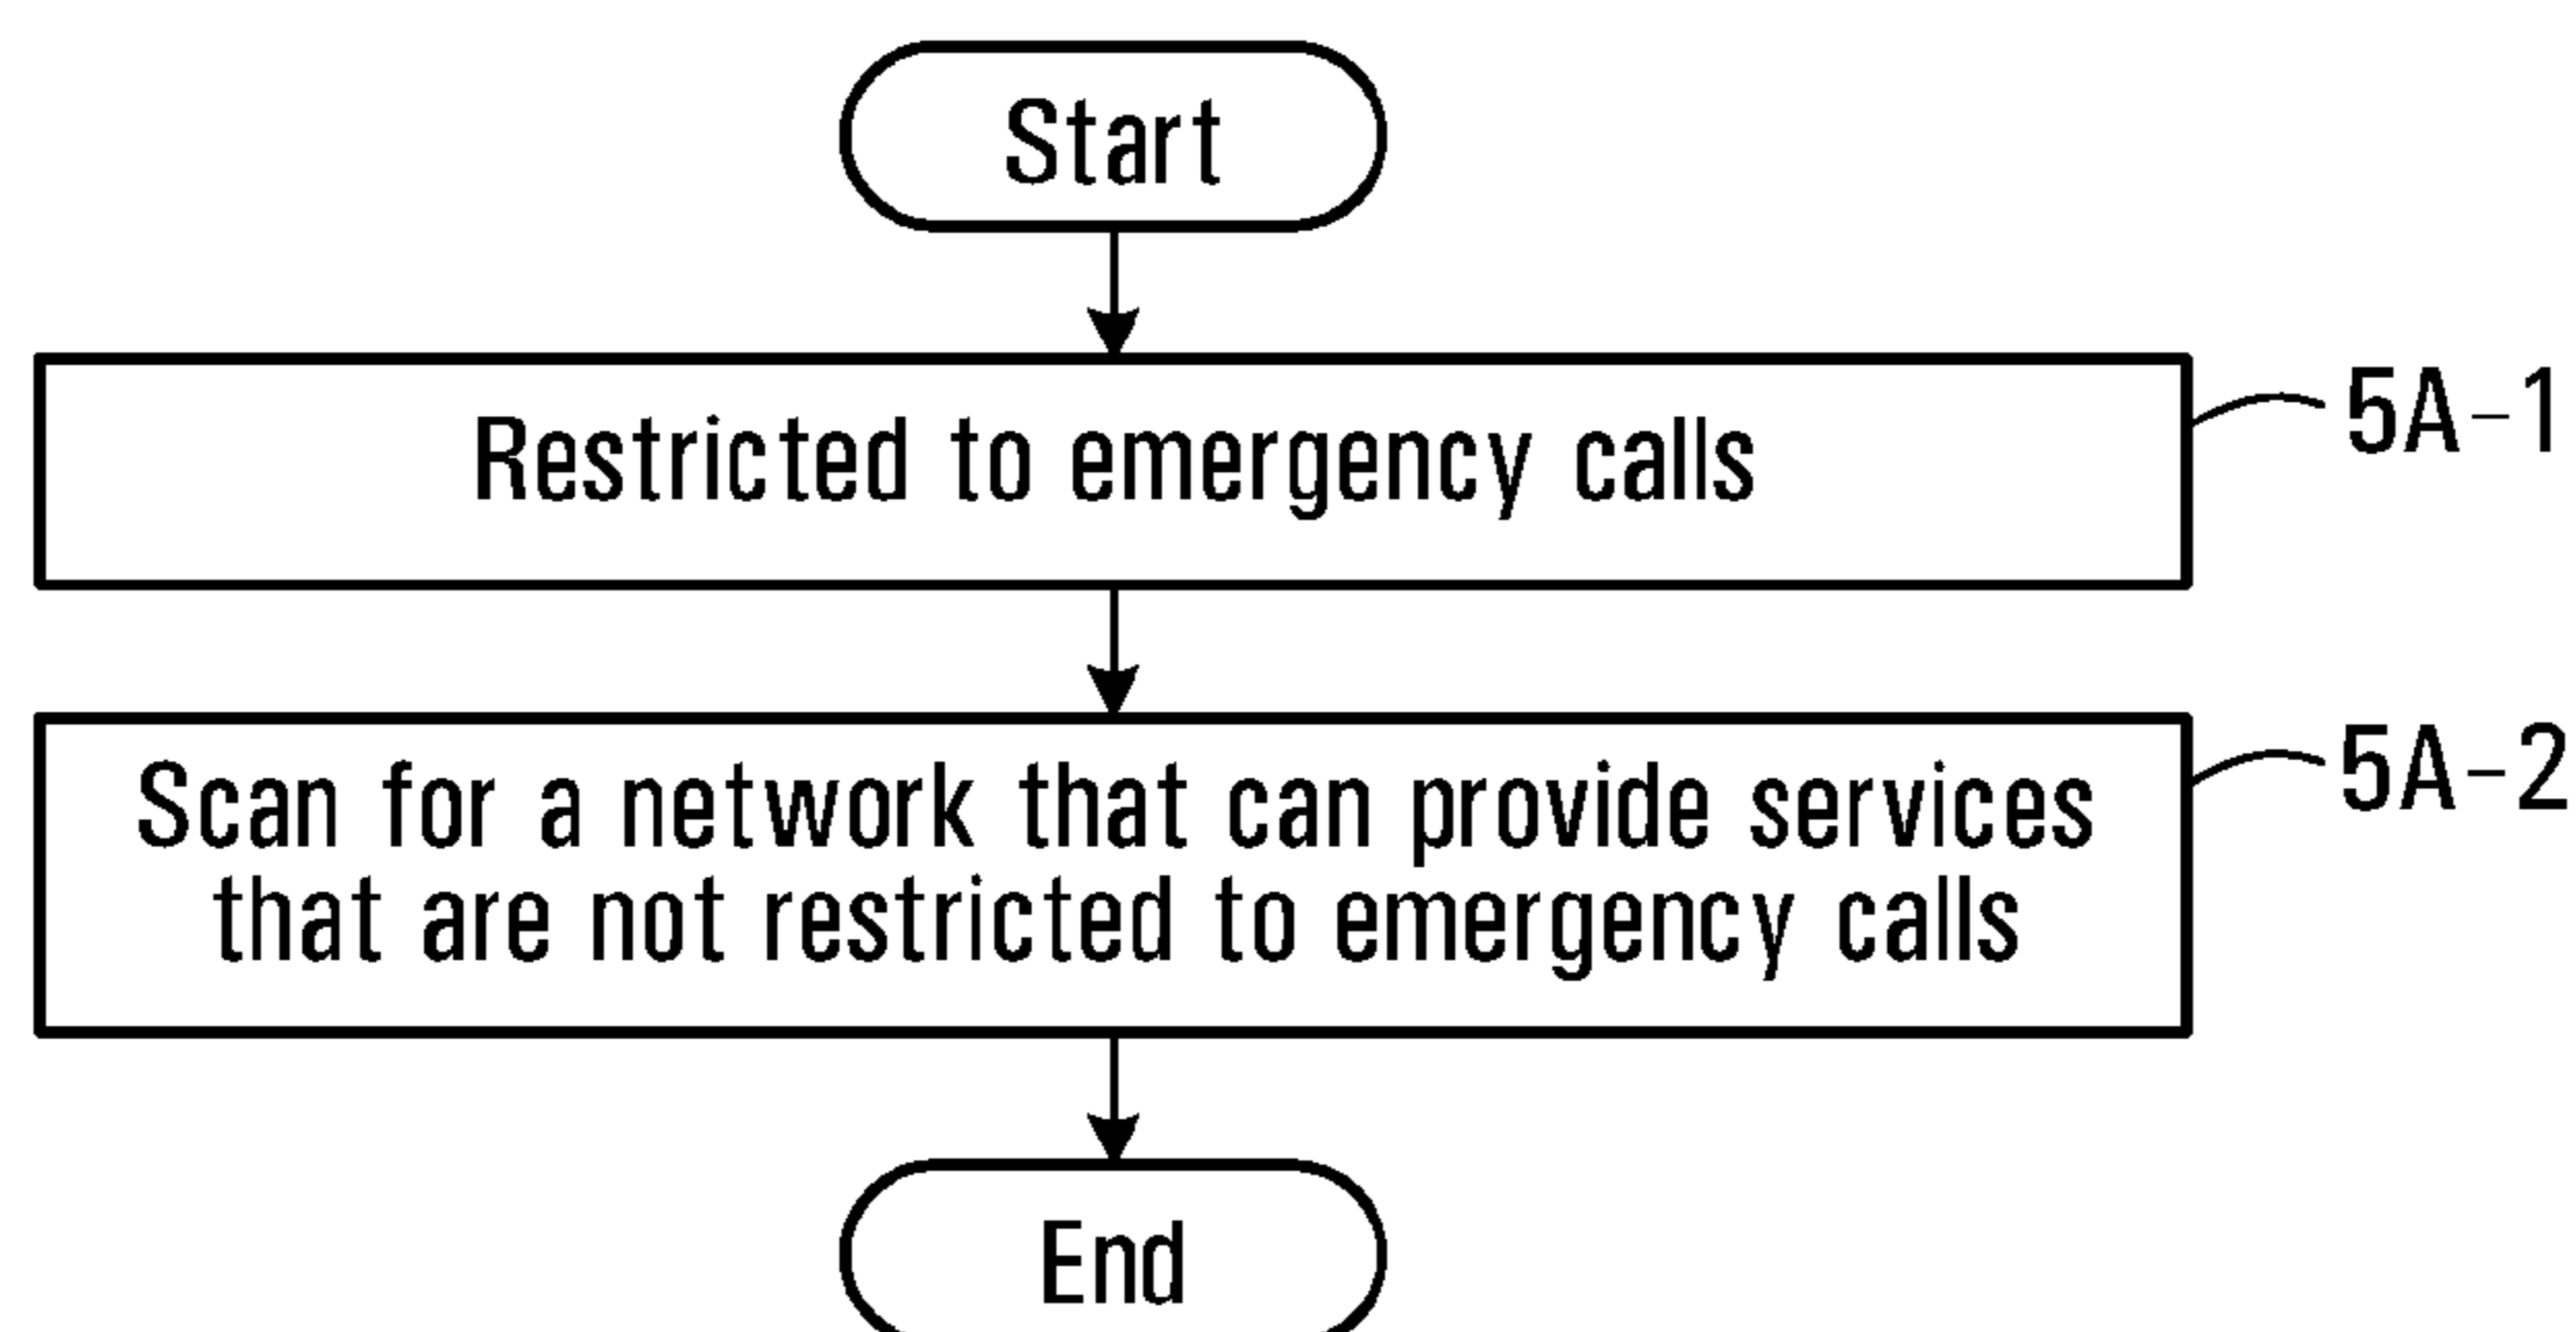 Start
Restricted to emergency calls
5A-1
Scan for a network that can provide services
that are not restricted to emergency calls
5A-2
End